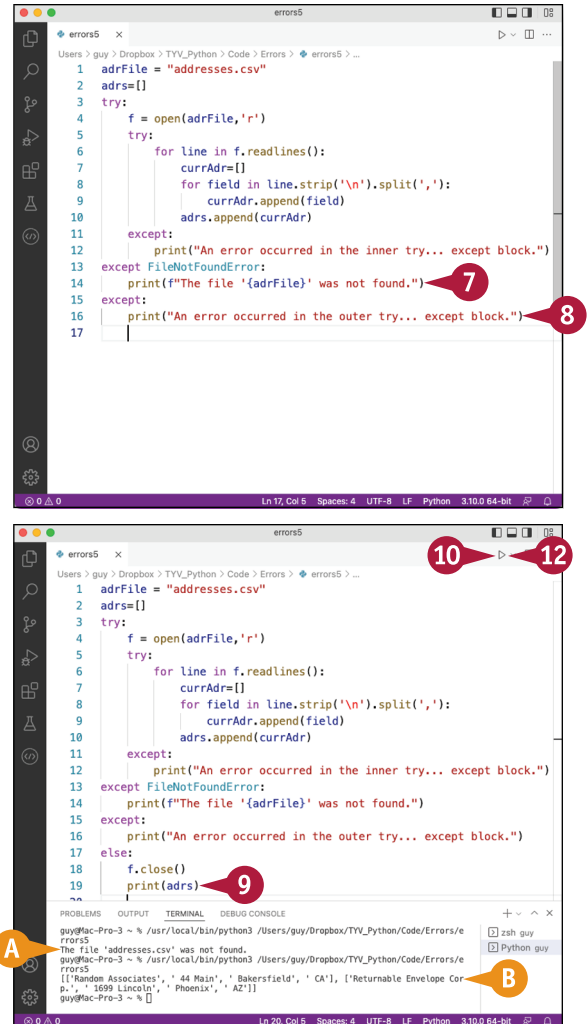 errors5
errors5 ×
Users > guy > Dropbox > TYV_Python > Code > Errors > errors5 > ...
1 adrFile = "addresses.csv"
2 adrs=[]
3 try:
4 f = open(adrFile,'r')
5 try:
6 for line in f.readlines():
7 currAdr=[]
8 for field in line.strip('\n').split(','):
9 currAdr.append(field)
10 adrs.append(currAdr)
11 except:
12 print("An error occurred in the inner try... except block.")
13 except FileNotFoundError:
14 print(f"The file '{adrFile}' was not found.") 7
15 except:
16 print("An error occurred in the outer try... except block.") 8
17
0 0 Ln 17, Col 5 Spaces: 4 UTF-8 LF Python 3.10.0 64-bit
errors5
errors5 × 10 12
Users > guy > Dropbox > TYV_Python > Code > Errors > errors5 > ...
1 adrFile = "addresses.csv"
2 adrs=[]
3 try:
4 f = open(adrFile,'r')
5 try:
6 for line in f.readlines():
7 currAdr=[]
8 for field in line.strip('\n').split(','):
9 currAdr.append(field)
10 adrs.append(currAdr)
11 except:
12 print("An error occurred in the inner try... except block.")
13 except FileNotFoundError:
14 print(f"The file '{adrFile}' was not found.")
15 except:
16 print("An error occurred in the outer try... except block.")
17 else:
18 f.close()
19 print(adrs) 9
PROBLEMS OUTPUT TERMINAL DEBUG CONSOLE
guy@Mac-Pro-3 ~ % /usr/local/bin/python3 /Users/guy/Dropbox/TYV_Python/Code/Errors/e zsh guy
rrors5
A The file 'addresses.csv' was not found. Python guy
guy@Mac-Pro-3 ~ % /usr/local/bin/python3 /Users/guy/Dropbox/TYV_Python/Code/Errors/e
rrors5
[['Random Associates', ' 44 Main', ' Bakersfield', ' CA'], ['Returnable Envelope Cor B
p.', ' 1699 Lincoln', ' Phoenix', ' AZ']]
guy@Mac-Pro-3 ~ %
0 0 Ln 20, Col 5 Spaces: 4 UTF-8 LF Python 3.10.0 64-bit